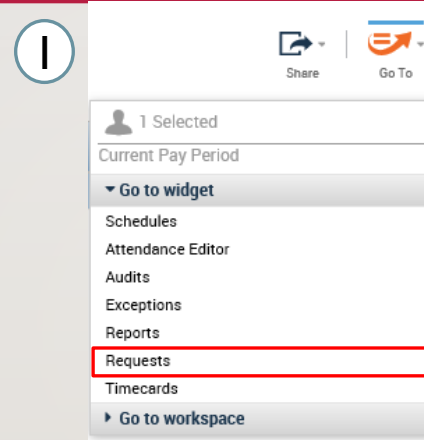 1
Share
Go To
1 Selected
Current Pay Period
Go to widget
Schedules
Attendance Editor
Audits
Exceptions
Reports
Requests
Timecards
Go to workspace